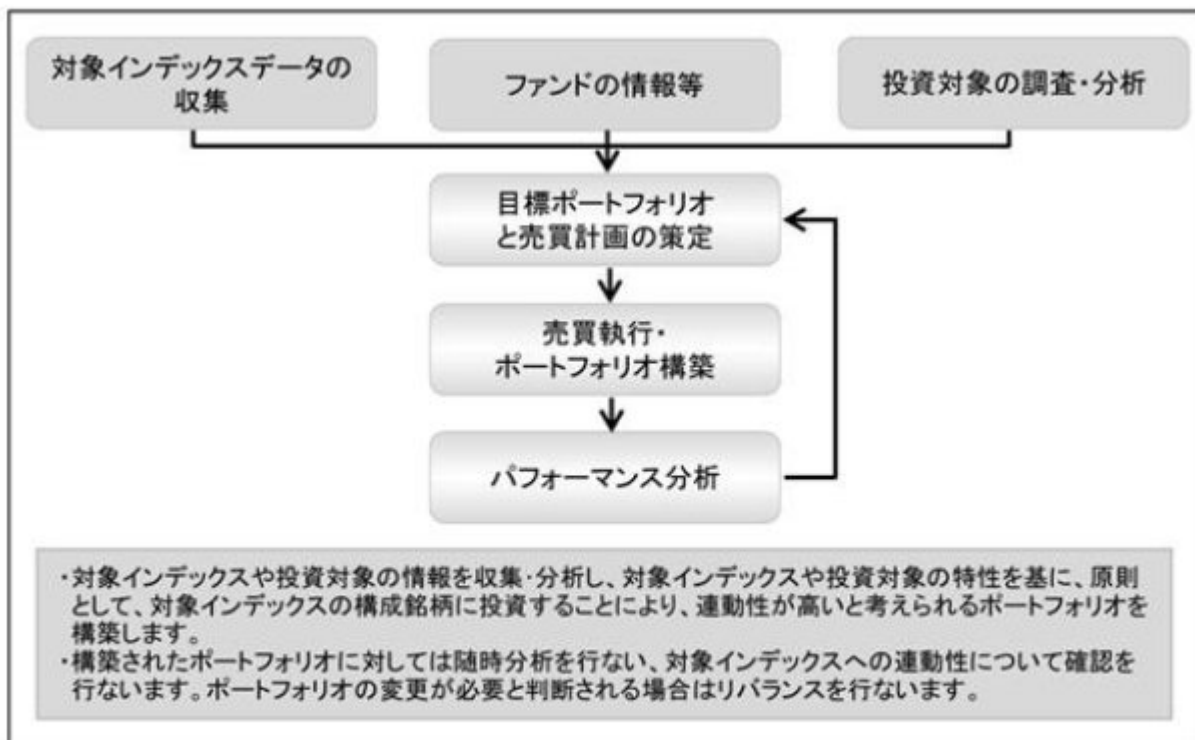 対象インデックスデータの
収集
ファンドの情報等
投資対象の調査・分析
目標ポートフォリオ
と売買計画の策定
売買執行・
ポートフォリオ構築
パフォーマンス分析
・対象インデックスや投資対象の情報を収集・分析し、対象インデックスや投資対象の特性を基に、原則
として、対象インデックスの構成銘柄に投資することにより、連動性が高いと考えられるポートフォリオを
構築します。
・構築されたポートフォリオに対しては随時分析を行ない、対象インデックスへの連動性について確認を
行ないます。ポートフォリオの変更が必要と判断される場合はリバランスを行ないます。